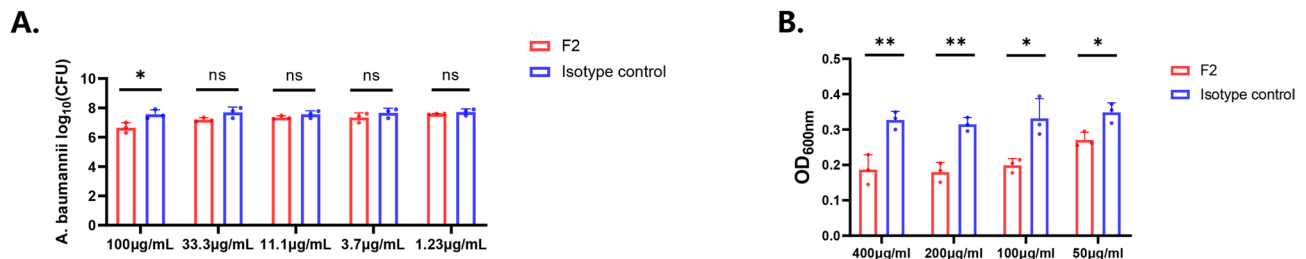 A.
A. baumannii log₁₀(CFU)
10
8
6
4
2
0
* ns ns ns ns
100μg/mL 33.3μg/mL 11.1μg/mL 3.7μg/mL 1.23μg/mL
F2
Isotype control
B.
OD₆₀₀nm
0.5
0.4
0.3
0.2
0.1
0.0
** ** * *
400μg/ml 200μg/ml 100μg/ml 50μg/ml
F2
Isotype control